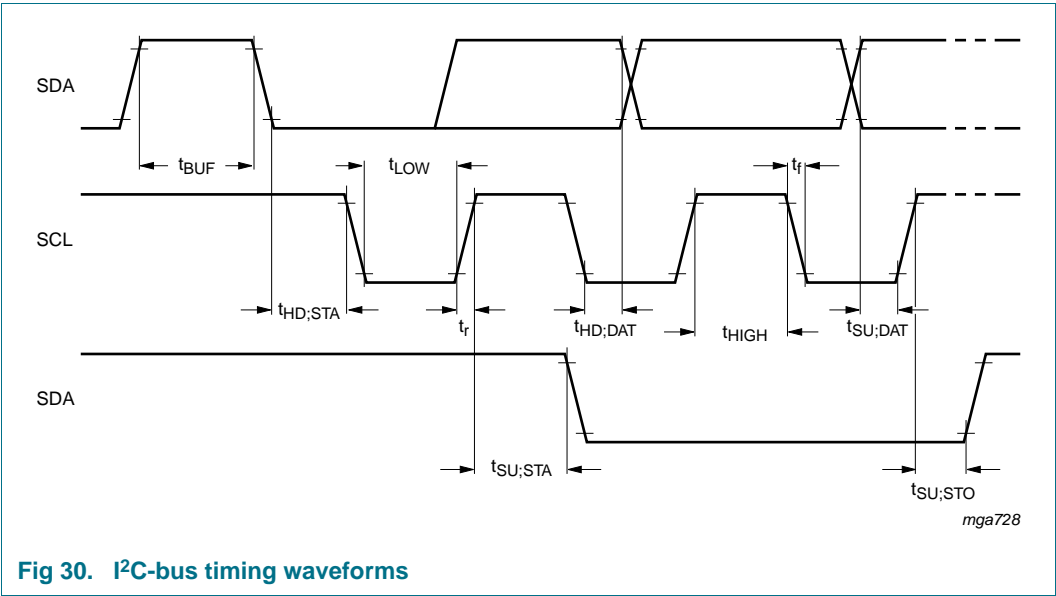 SDA
tBUF
tLOW
tf
SCL
tHD;STA
tr
tHD;DAT
tHIGH
tSU;DAT
SDA
tSU;STA
tSU;STO
mga728
Fig 30. I²C-bus timing waveforms